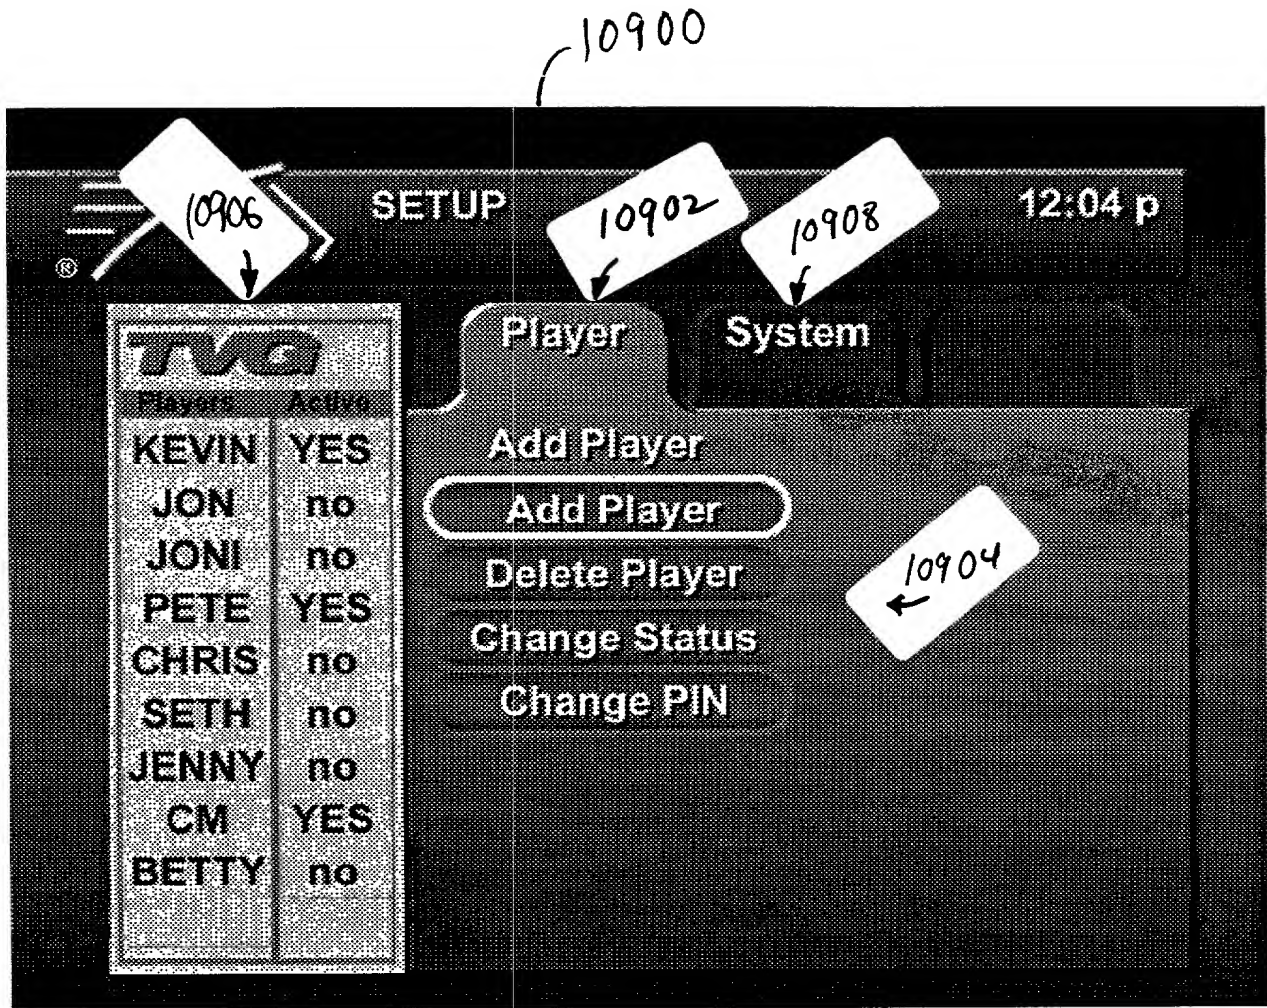 10900
10906 SETUP 10902 10908 12:04 p
®
Player System
TVG
Players Active
KEVIN YES
JON no
JONI no
PETE YES
CHRIS no
SETH no
JENNY no
CM YES
BETTY no
Add Player
Add Player
Delete Player
Change Status
Change PIN
10904